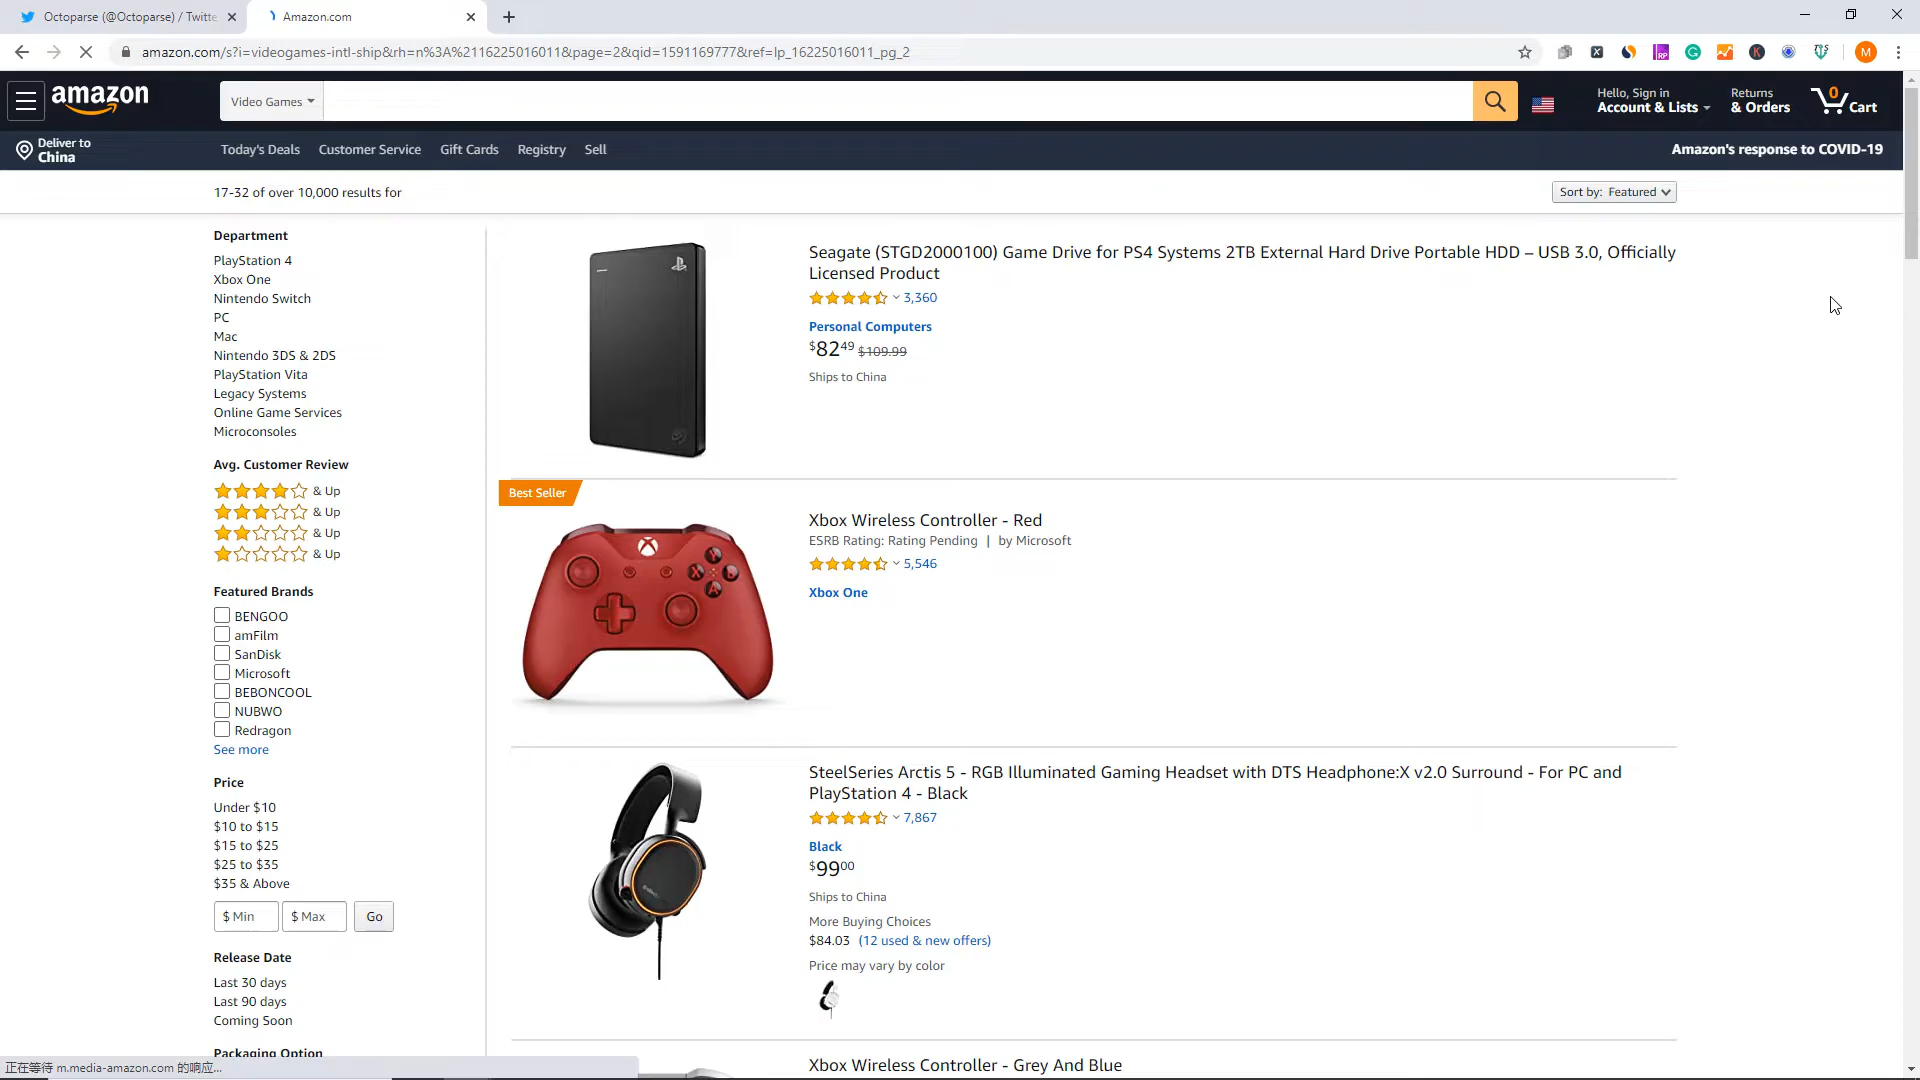 Octoparse (@Octoparse) / Twitte
Amazon.com
amazon.com/s?i=videogames-intl-ship&rh=n%3A%2116225016011&page=2&qid=1591169777&ref=lp_16225016011_pg_2
M
amazon
Video Games
Hello, Sign in
Account & Lists
Returns
& Orders
0
Cart
Deliver to
China
Today's Deals
Customer Service
Gift Cards
Registry
Sell
Amazon's response to COVID-19
17-32 of over 10,000 results for
Sort by: Featured
Department
PlayStation 4
Xbox One
Nintendo Switch
PC
Mac
Nintendo 3DS & 2DS
PlayStation Vita
Legacy Systems
Online Game Services
Microconsoles
Avg. Customer Review
& Up
& Up
& Up
& Up
Featured Brands
BENGOO
amFilm
SanDisk
Microsoft
BEBONCOOL
NUBWO
Redragon
See more
Price
Under $10
$10 to $15
$15 to $25
$25 to $35
$35 & Above
$ Min
$ Max
Go
Release Date
Last 30 days
Last 90 days
Coming Soon
Packaging Option
Seagate (STGD2000100) Game Drive for PS4 Systems 2TB External Hard Drive Portable HDD – USB 3.0, Officially
Licensed Product
3,360
Personal Computers
$8249 $109.99
Ships to China
Best Seller
Xbox Wireless Controller - Red
ESRB Rating: Rating Pending | by Microsoft
5,546
Xbox One
SteelSeries Arctis 5 - RGB Illuminated Gaming Headset with DTS Headphone:X v2.0 Surround - For PC and
PlayStation 4 - Black
7,867
Black
$9900
Ships to China
More Buying Choices
$84.03 (12 used & new offers)
Price may vary by color
Xbox Wireless Controller - Grey And Blue
正在等待 m.media-amazon.com 的响应...